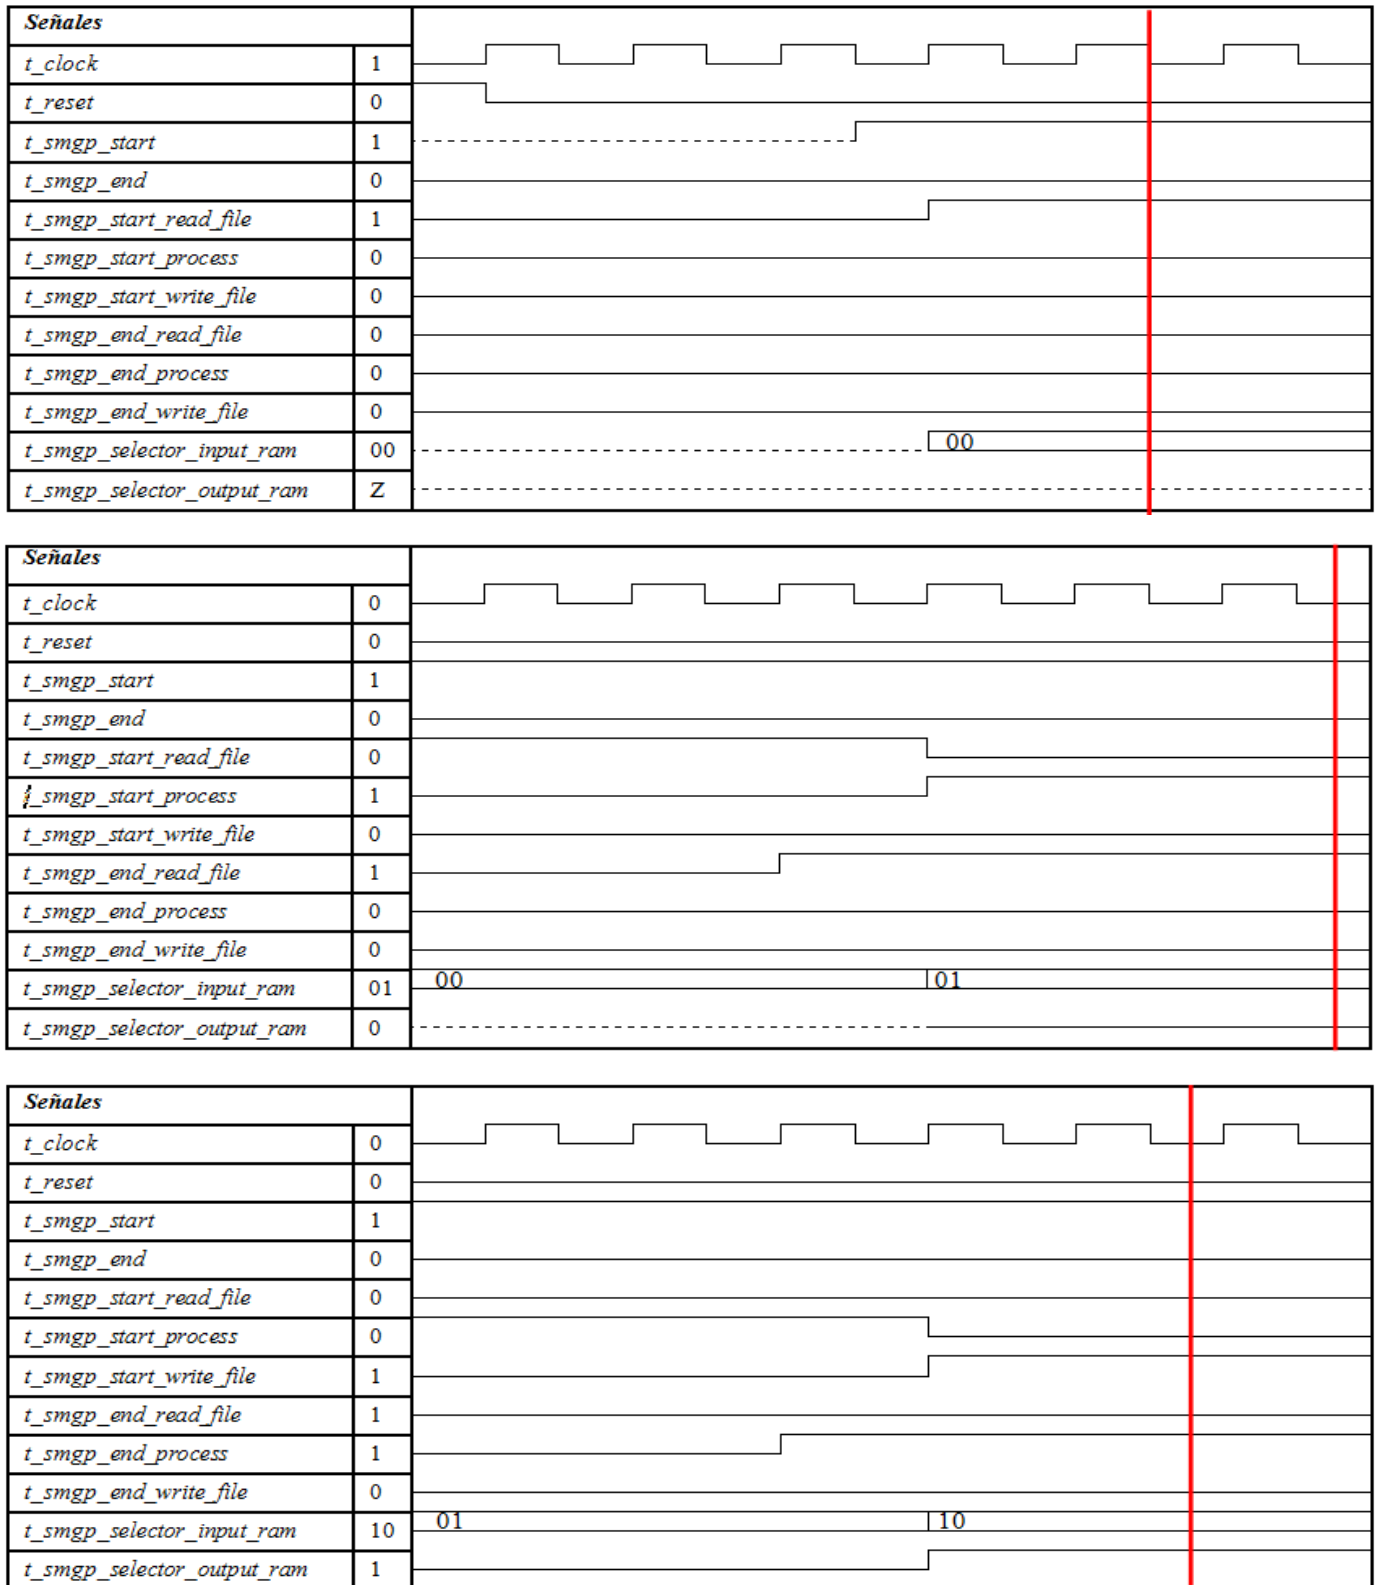 Señales
t_clock 1
t_reset 0
t_smgp_start 1
t_smgp_end 0
t_smgp_start_read_file 1
t_smgp_start_process 0
t_smgp_start_write_file 0
t_smgp_end_read_file 0
t_smgp_end_process 0
t_smgp_end_write_file 0
t_smgp_selector_input_ram 00 00
t_smgp_selector_output_ram Z
Señales
t_clock 0
t_reset 0
t_smgp_start 1
t_smgp_end 0
t_smgp_start_read_file 0
t_smgp_start_process 1
t_smgp_start_write_file 0
t_smgp_end_read_file 1
t_smgp_end_process 0
t_smgp_end_write_file 0
t_smgp_selector_input_ram 01 00 01
t_smgp_selector_output_ram 0
Señales
t_clock 0
t_reset 0
t_smgp_start 1
t_smgp_end 0
t_smgp_start_read_file 0
t_smgp_start_process 0
t_smgp_start_write_file 1
t_smgp_end_read_file 1
t_smgp_end_process 1
t_smgp_end_write_file 0
t_smgp_selector_input_ram 10 01 10
t_smgp_selector_output_ram 1